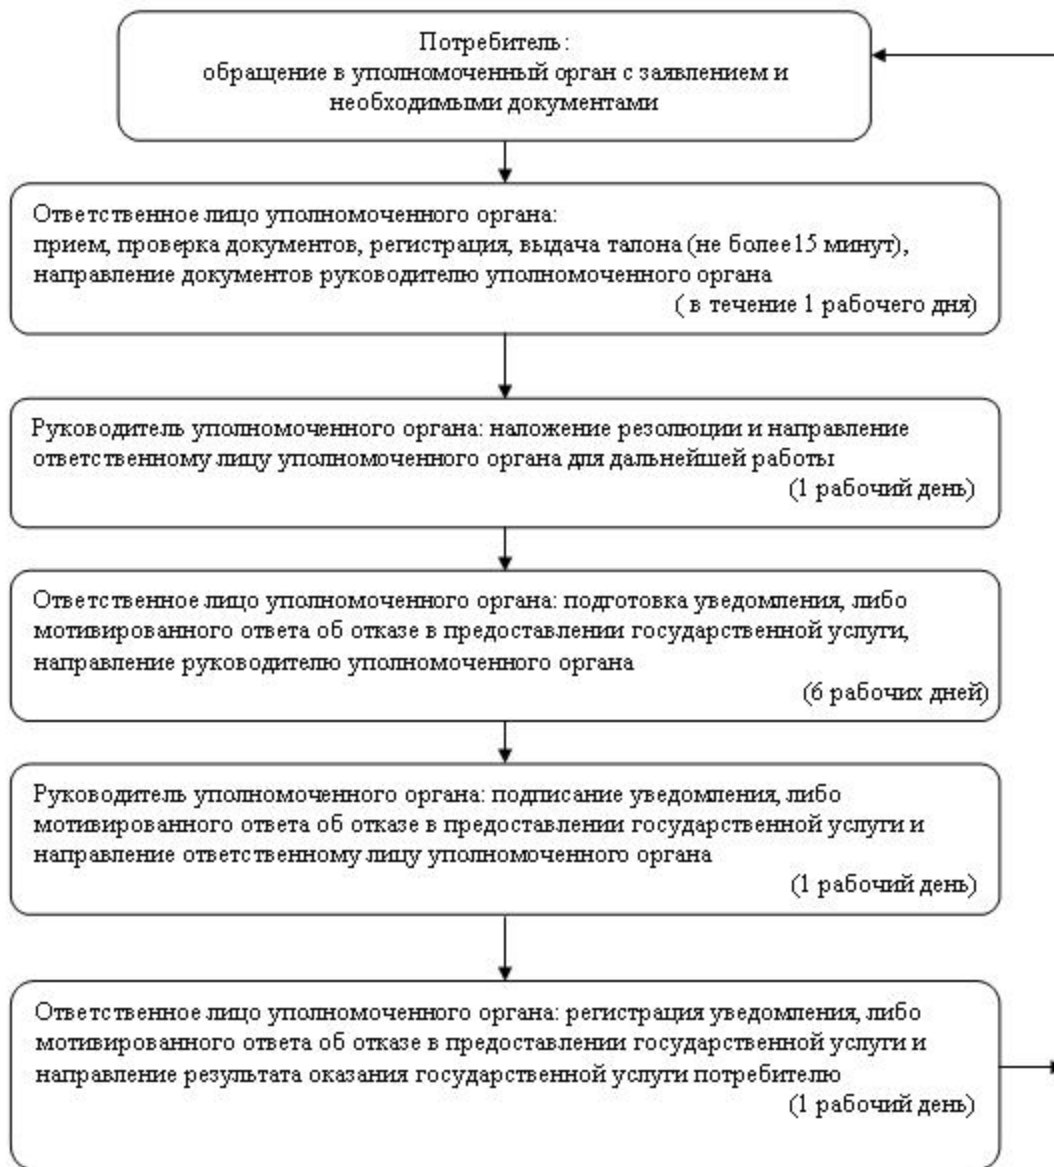 Потребитель:
обращение в уполномоченный орган с заявлением и
необходимыми документами
Ответственное лицо уполномоченного органа:
прием, проверка документов, регистрация, выдача талона (не более 15 минут),
направление документов руководителю уполномоченного органа
( в течение 1 рабочего дня)
Руководитель уполномоченного органа: наложение резолюции и направление
ответственному лицу уполномоченного органа для дальнейшей работы
(1 рабочий день)
Ответственное лицо уполномоченного органа: подготовка уведомления, либо
мотивированного ответа об отказе в предоставлении государственной услуги,
направление руководителю уполномоченного органа
(6 рабочих дней)
Руководитель уполномоченного органа: подписание уведомления, либо
мотивированного ответа об отказе в предоставлении государственной услуги и
направление ответственному лицу уполномоченного органа
(1 рабочий день)
Ответственное лицо уполномоченного органа: регистрация уведомления, либо
мотивированного ответа об отказе в предоставлении государственной услуги и
направление результата оказания государственной услуги потребителю
(1 рабочий день)